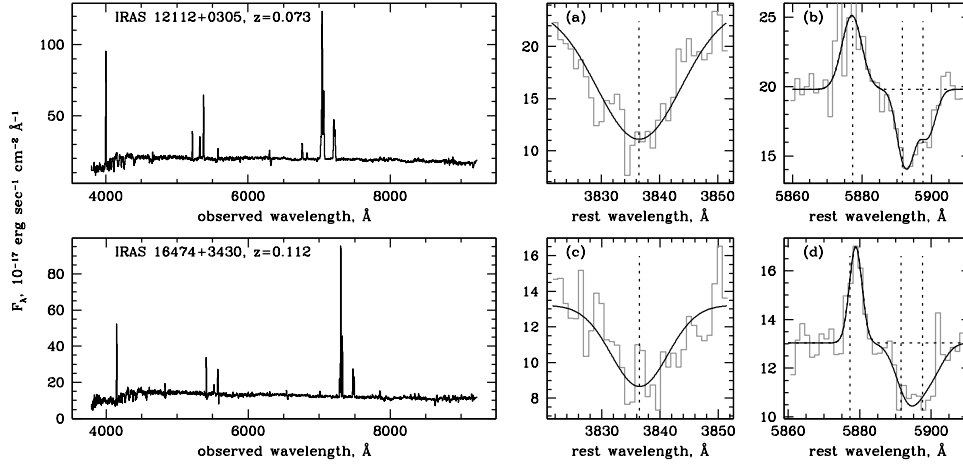 IRAS 12112+0305, z=0.073
100
50
4000 6000 8000
observed wavelength, Å
(a)
20
15
10
3830 3840 3850
rest wavelength, Å
(b)
25
20
15
5860 5880 5900
rest wavelength, Å
F_λ, 10⁻¹⁷ erg sec⁻¹ cm⁻² Å⁻¹
IRAS 16474+3430, z=0.112
80
60
40
20
0
4000 6000 8000
observed wavelength, Å
(c)
16
14
12
10
8
3830 3840 3850
rest wavelength, Å
(d)
16
14
12
10
5860 5880 5900
rest wavelength, Å